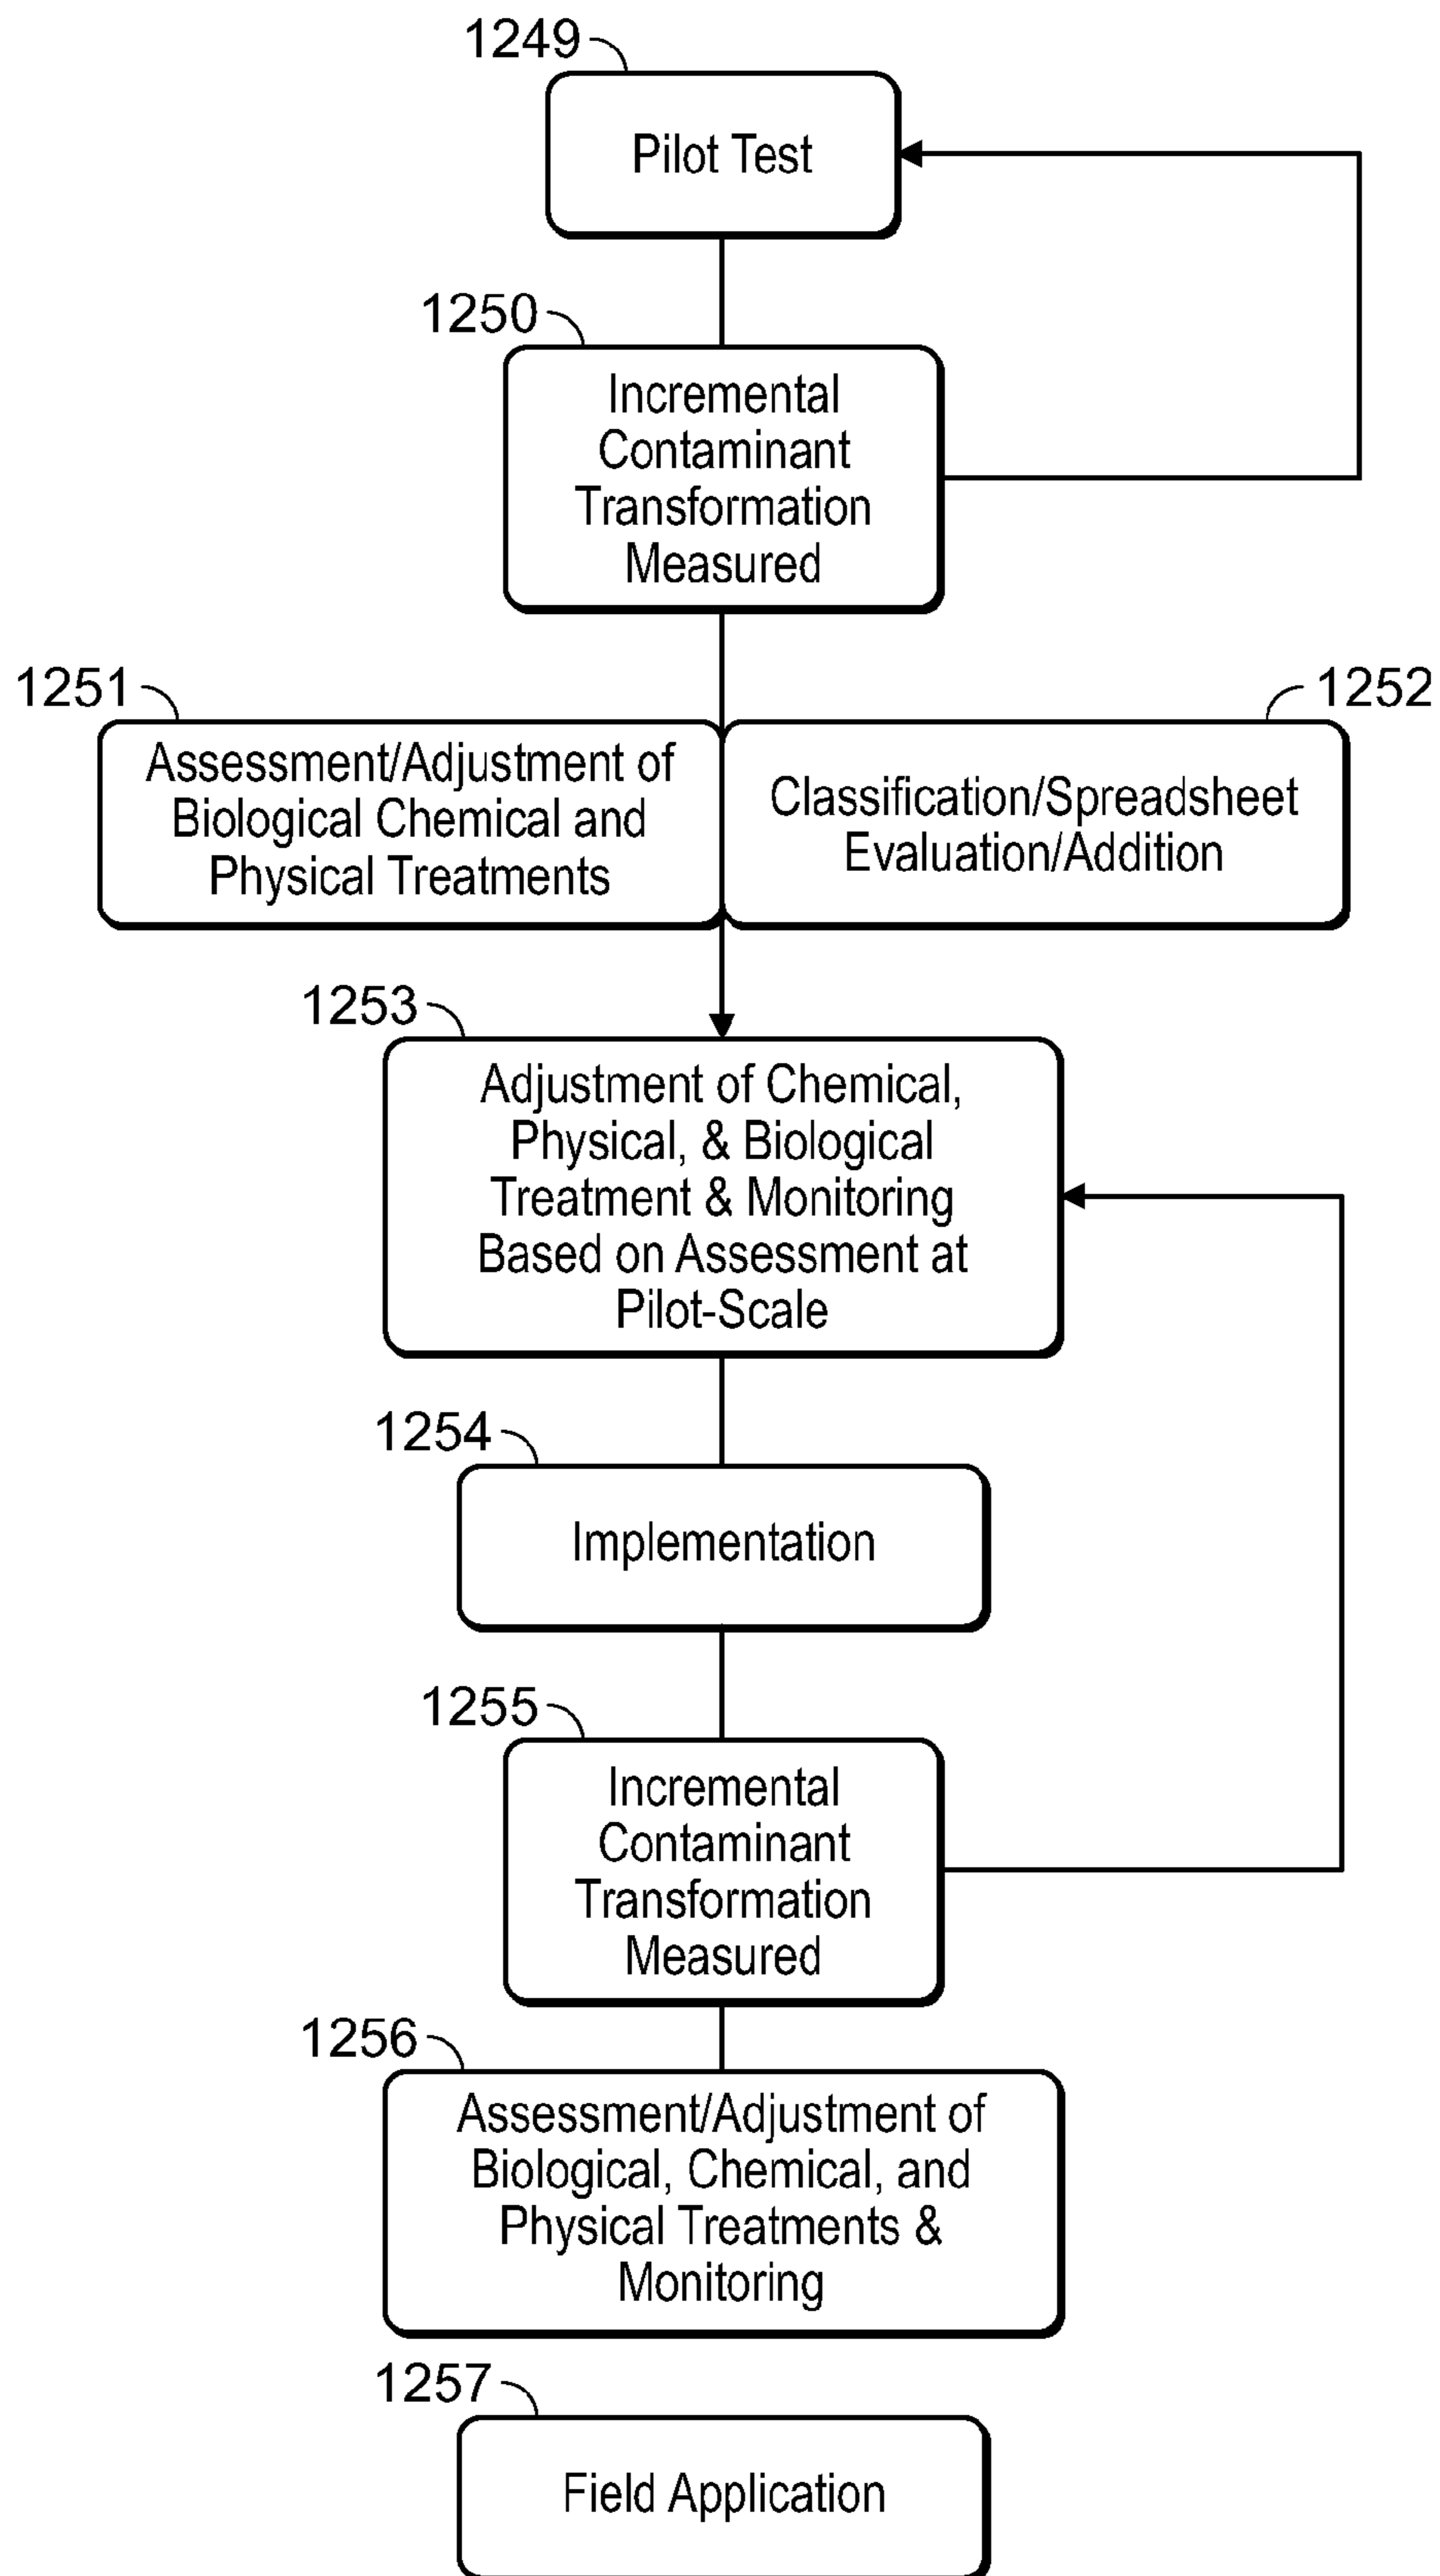 1249
Pilot Test
1250
Incremental
Contaminant
Transformation
Measured
1251
Assessment/Adjustment of
Biological Chemical and
Physical Treatments
1252
Classification/Spreadsheet
Evaluation/Addition
1253
Adjustment of Chemical,
Physical, & Biological
Treatment & Monitoring
Based on Assessment at
Pilot-Scale
1254
Implementation
1255
Incremental
Contaminant
Transformation
Measured
1256
Assessment/Adjustment of
Biological, Chemical, and
Physical Treatments &
Monitoring
1257
Field Application